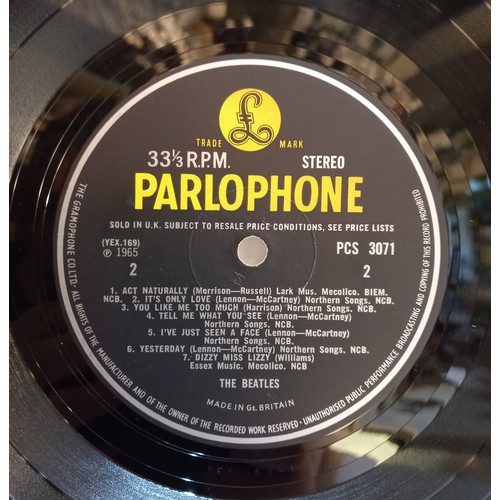 £
TRADE MARK
33⅓ R.P.M. STEREO
PARLOPHONE
SOLD IN U.K. SUBJECT TO RESALE PRICE CONDITIONS, SEE PRICE LISTS
(YEX.169) PCS 3071
℗ 1965
2 2
1. ACT NATURALLY (Morrison—Russell) Lark Mus. Mecolico. BIEM.
NCB. 2. IT'S ONLY LOVE (Lennon—McCartney) Northern Songs. NCB.
3. YOU LIKE ME TOO MUCH (Harrison) Northern Songs. NCB.
4. TELL ME WHAT YOU SEE (Lennon—McCartney)
Northern Songs. NCB.
5. I'VE JUST SEEN A FACE (Lennon—McCartney)
Northern Songs. NCB.
6. YESTERDAY (Lennon—McCartney) Northern Songs. NCB.
7. DIZZY MISS LIZZY (Williams)
Essex Music. Mecolico. NCB
THE BEATLES
MADE IN GT. BRITAIN
THE GRAMOPHONE CO. LTD. ALL RIGHTS OF THE MANUFACTURER AND OF THE OWNER OF THE RECORDED WORK RESERVED · UNAUTHORISED PUBLIC PERFORMANCE BROADCASTING AND COPYING OF THIS RECORD PROHIBITED